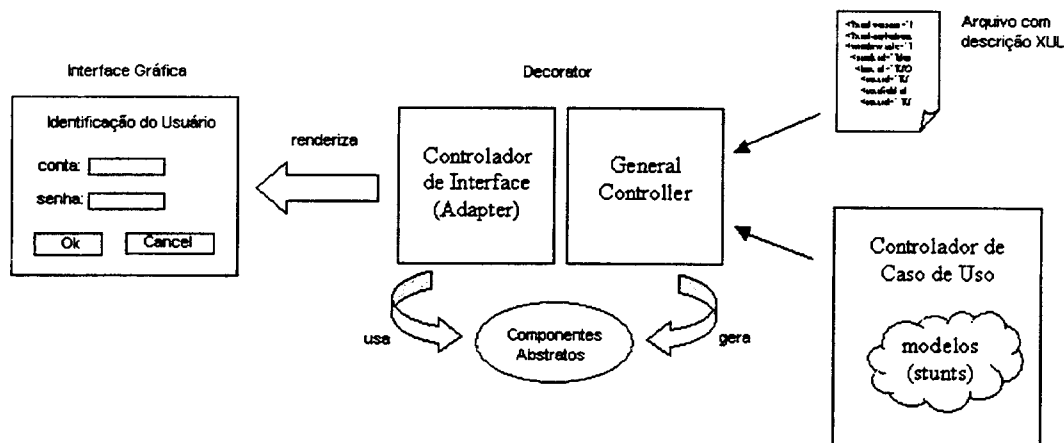 Arquivo com
descrição XUL
Interface Gráfica
Decorator
Identificação do Usuário
conta:
senha:
Ok
Cancel
renderiza
Controlador
de Interface
(Adapter)
General
Controller
Controlador de
Caso de Uso
modelos
(stunts)
usa
Componentes
Abstratos
gera